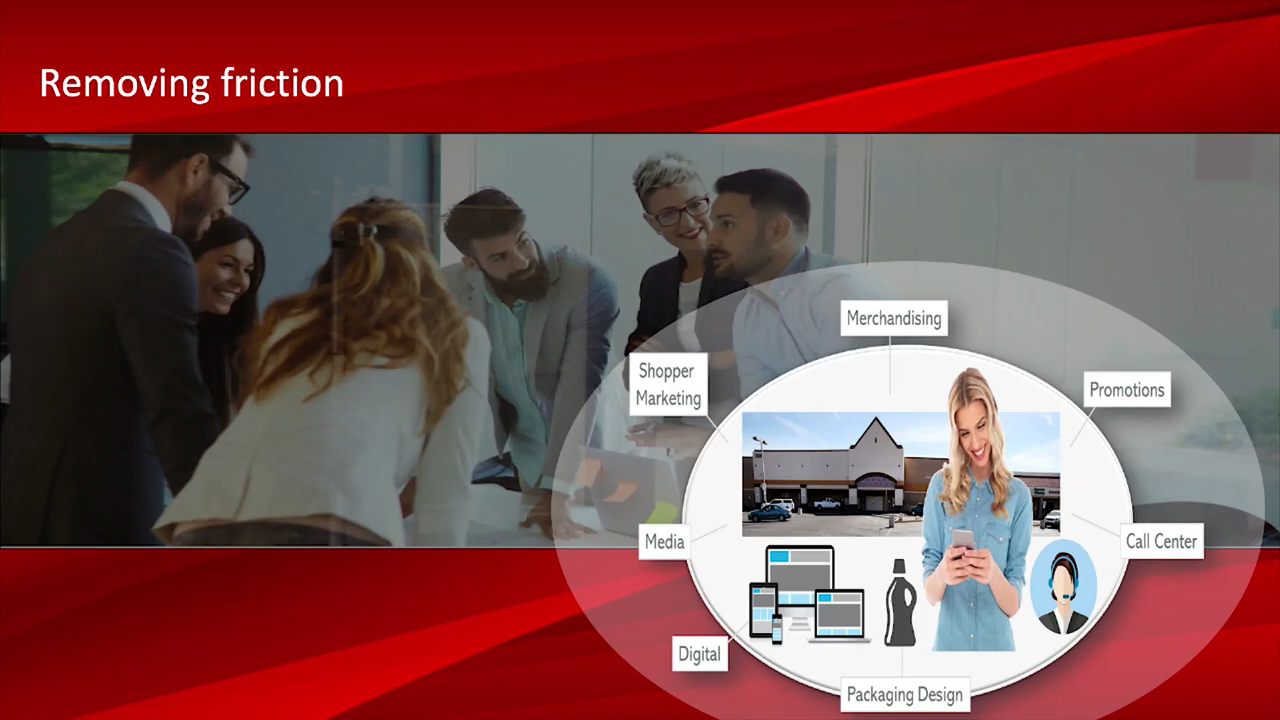 Removing friction
Merchandising
Shopper
Marketing
Promotions
Media
Call Center
Digital
Packaging Design